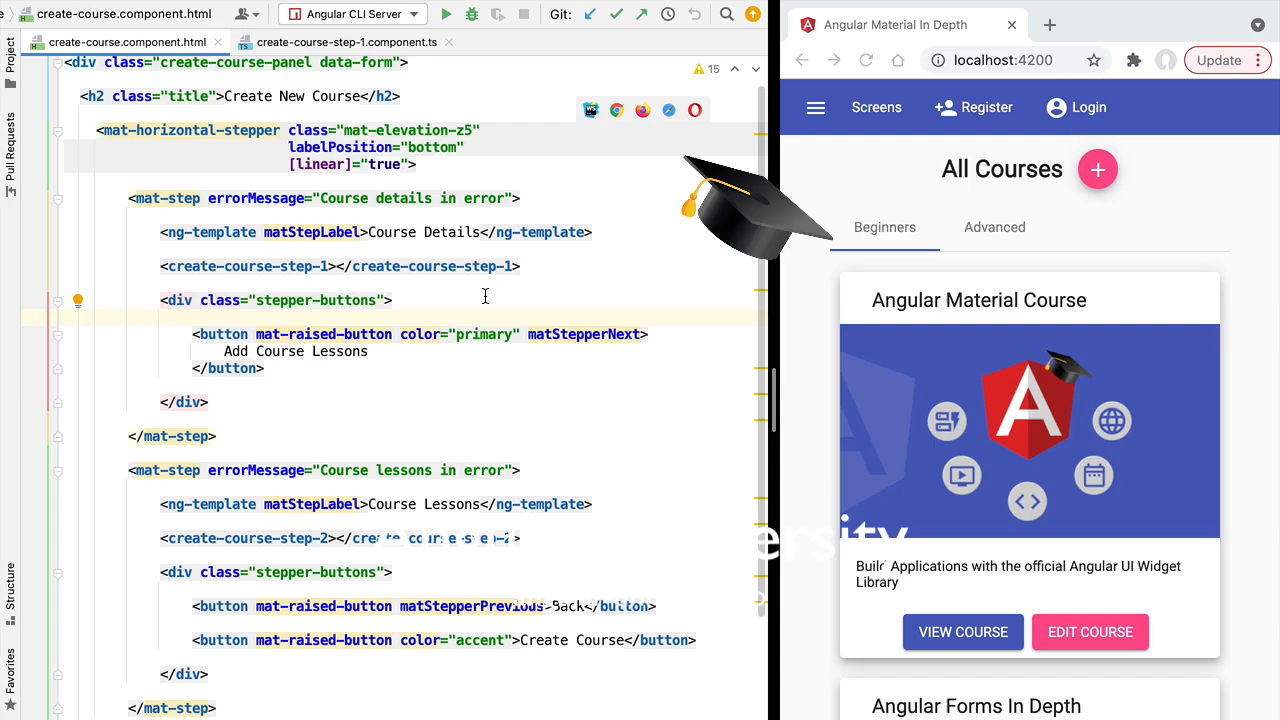 create-course.component.html
Angular CLI Server
Git:
create-course.component.html
create-course-step-1.component.ts
Project
Pull Requests
Structure
Favorites
15
<div class="create-course-panel data-form">
<h2 class="title">Create New Course</h2>
<mat-horizontal-stepper class="mat-elevation-z5"
labelPosition="bottom"
[linear]="true">
<mat-step errorMessage="Course details in error">
<ng-template matStepLabel>Course Details</ng-template>
<create-course-step-1></create-course-step-1>
<div class="stepper-buttons">
<button mat-raised-button color="primary" matStepperNext>
Add Course Lessons
</button>
</div>
</mat-step>
<mat-step errorMessage="Course lessons in error">
<ng-template matStepLabel>Course Lessons</ng-template>
<create-course-step-2></create-course-step-2>
<div class="stepper-buttons">
<button mat-raised-button matStepperPrevious>Back</button>
<button mat-raised-button color="accent">Create Course</button>
</div>
</mat-step>
Angular Material In Depth
localhost:4200
Update
Screens
Register
Login
All Courses
Beginners
Advanced
Angular Material Course
Applications with the official Angular UI Widget
Library
VIEW COURSE
EDIT COURSE
Angular Forms In Depth